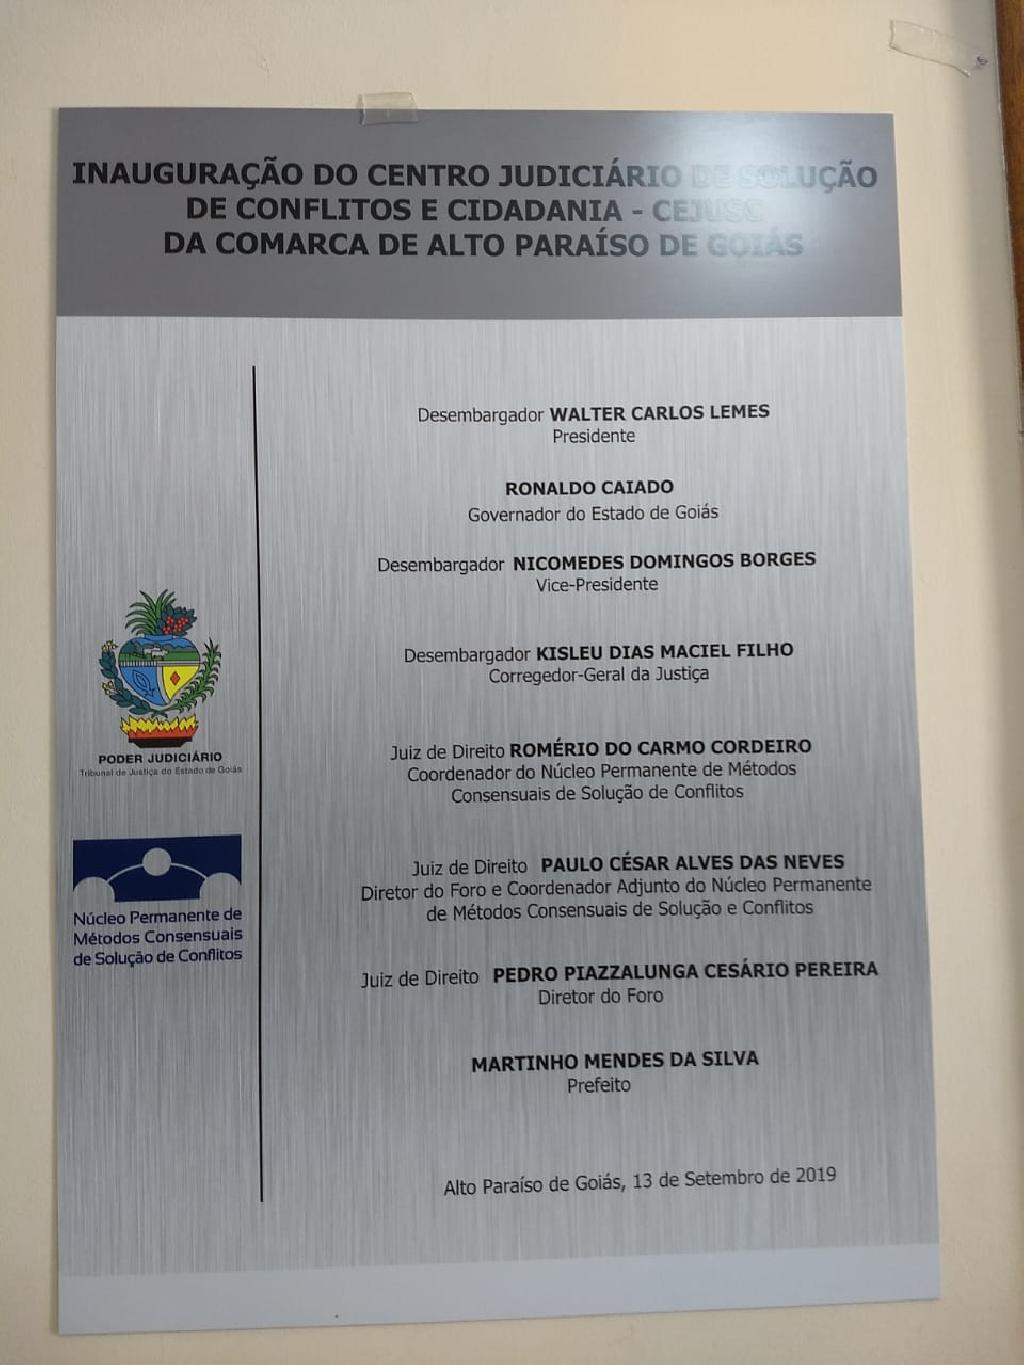 INAUGURAÇÃO DO CENTRO JUDICIÁRIO DE SOLUÇÃO
DE CONFLITOS E CIDADANIA - CEJUSC
DA COMARCA DE ALTO PARAÍSO DE GOIÁS
Desembargador WALTER CARLOS LEMES
Presidente
RONALDO CAIADO
Governador do Estado de Goiás
Desembargador NICOMEDES DOMINGOS BORGES
Vice-Presidente
Desembargador KISLEU DIAS MACIEL FILHO
Corregedor-Geral da Justiça
Juiz de Direito ROMÉRIO DO CARMO CORDEIRO
Coordenador do Núcleo Permanente de Métodos
Consensuais de Solução de Conflitos
Juiz de Direito PAULO CÉSAR ALVES DAS NEVES
Diretor do Foro e Coordenador Adjunto do Núcleo Permanente
de Métodos Consensuais de Solução e Conflitos
Juiz de Direito PEDRO PIAZZALUNGA CESÁRIO PEREIRA
Diretor do Foro
MARTINHO MENDES DA SILVA
Prefeito
Alto Paraíso de Goiás, 13 de Setembro de 2019
PODER JUDICIÁRIO
Tribunal de Justiça do Estado de Goiás
Núcleo Permanente de
Métodos Consensuais
de Solução de Conflitos